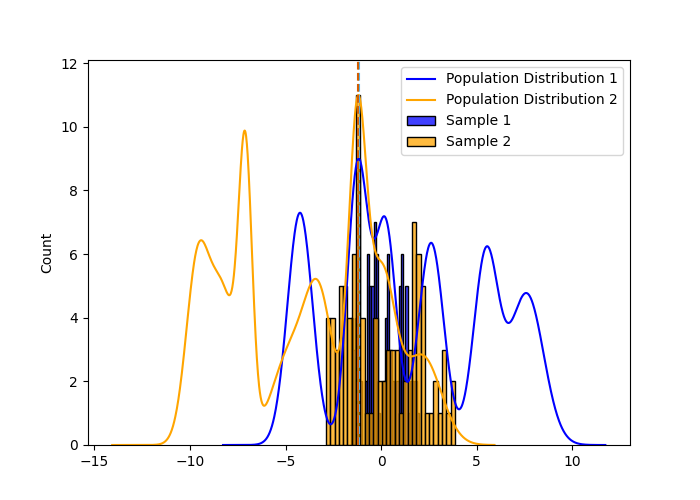 Population Distribution 1
Population Distribution 2
Sample 1
Sample 2
Count
12
10
8
6
4
2
0
−15
−10
−5
0
5
10